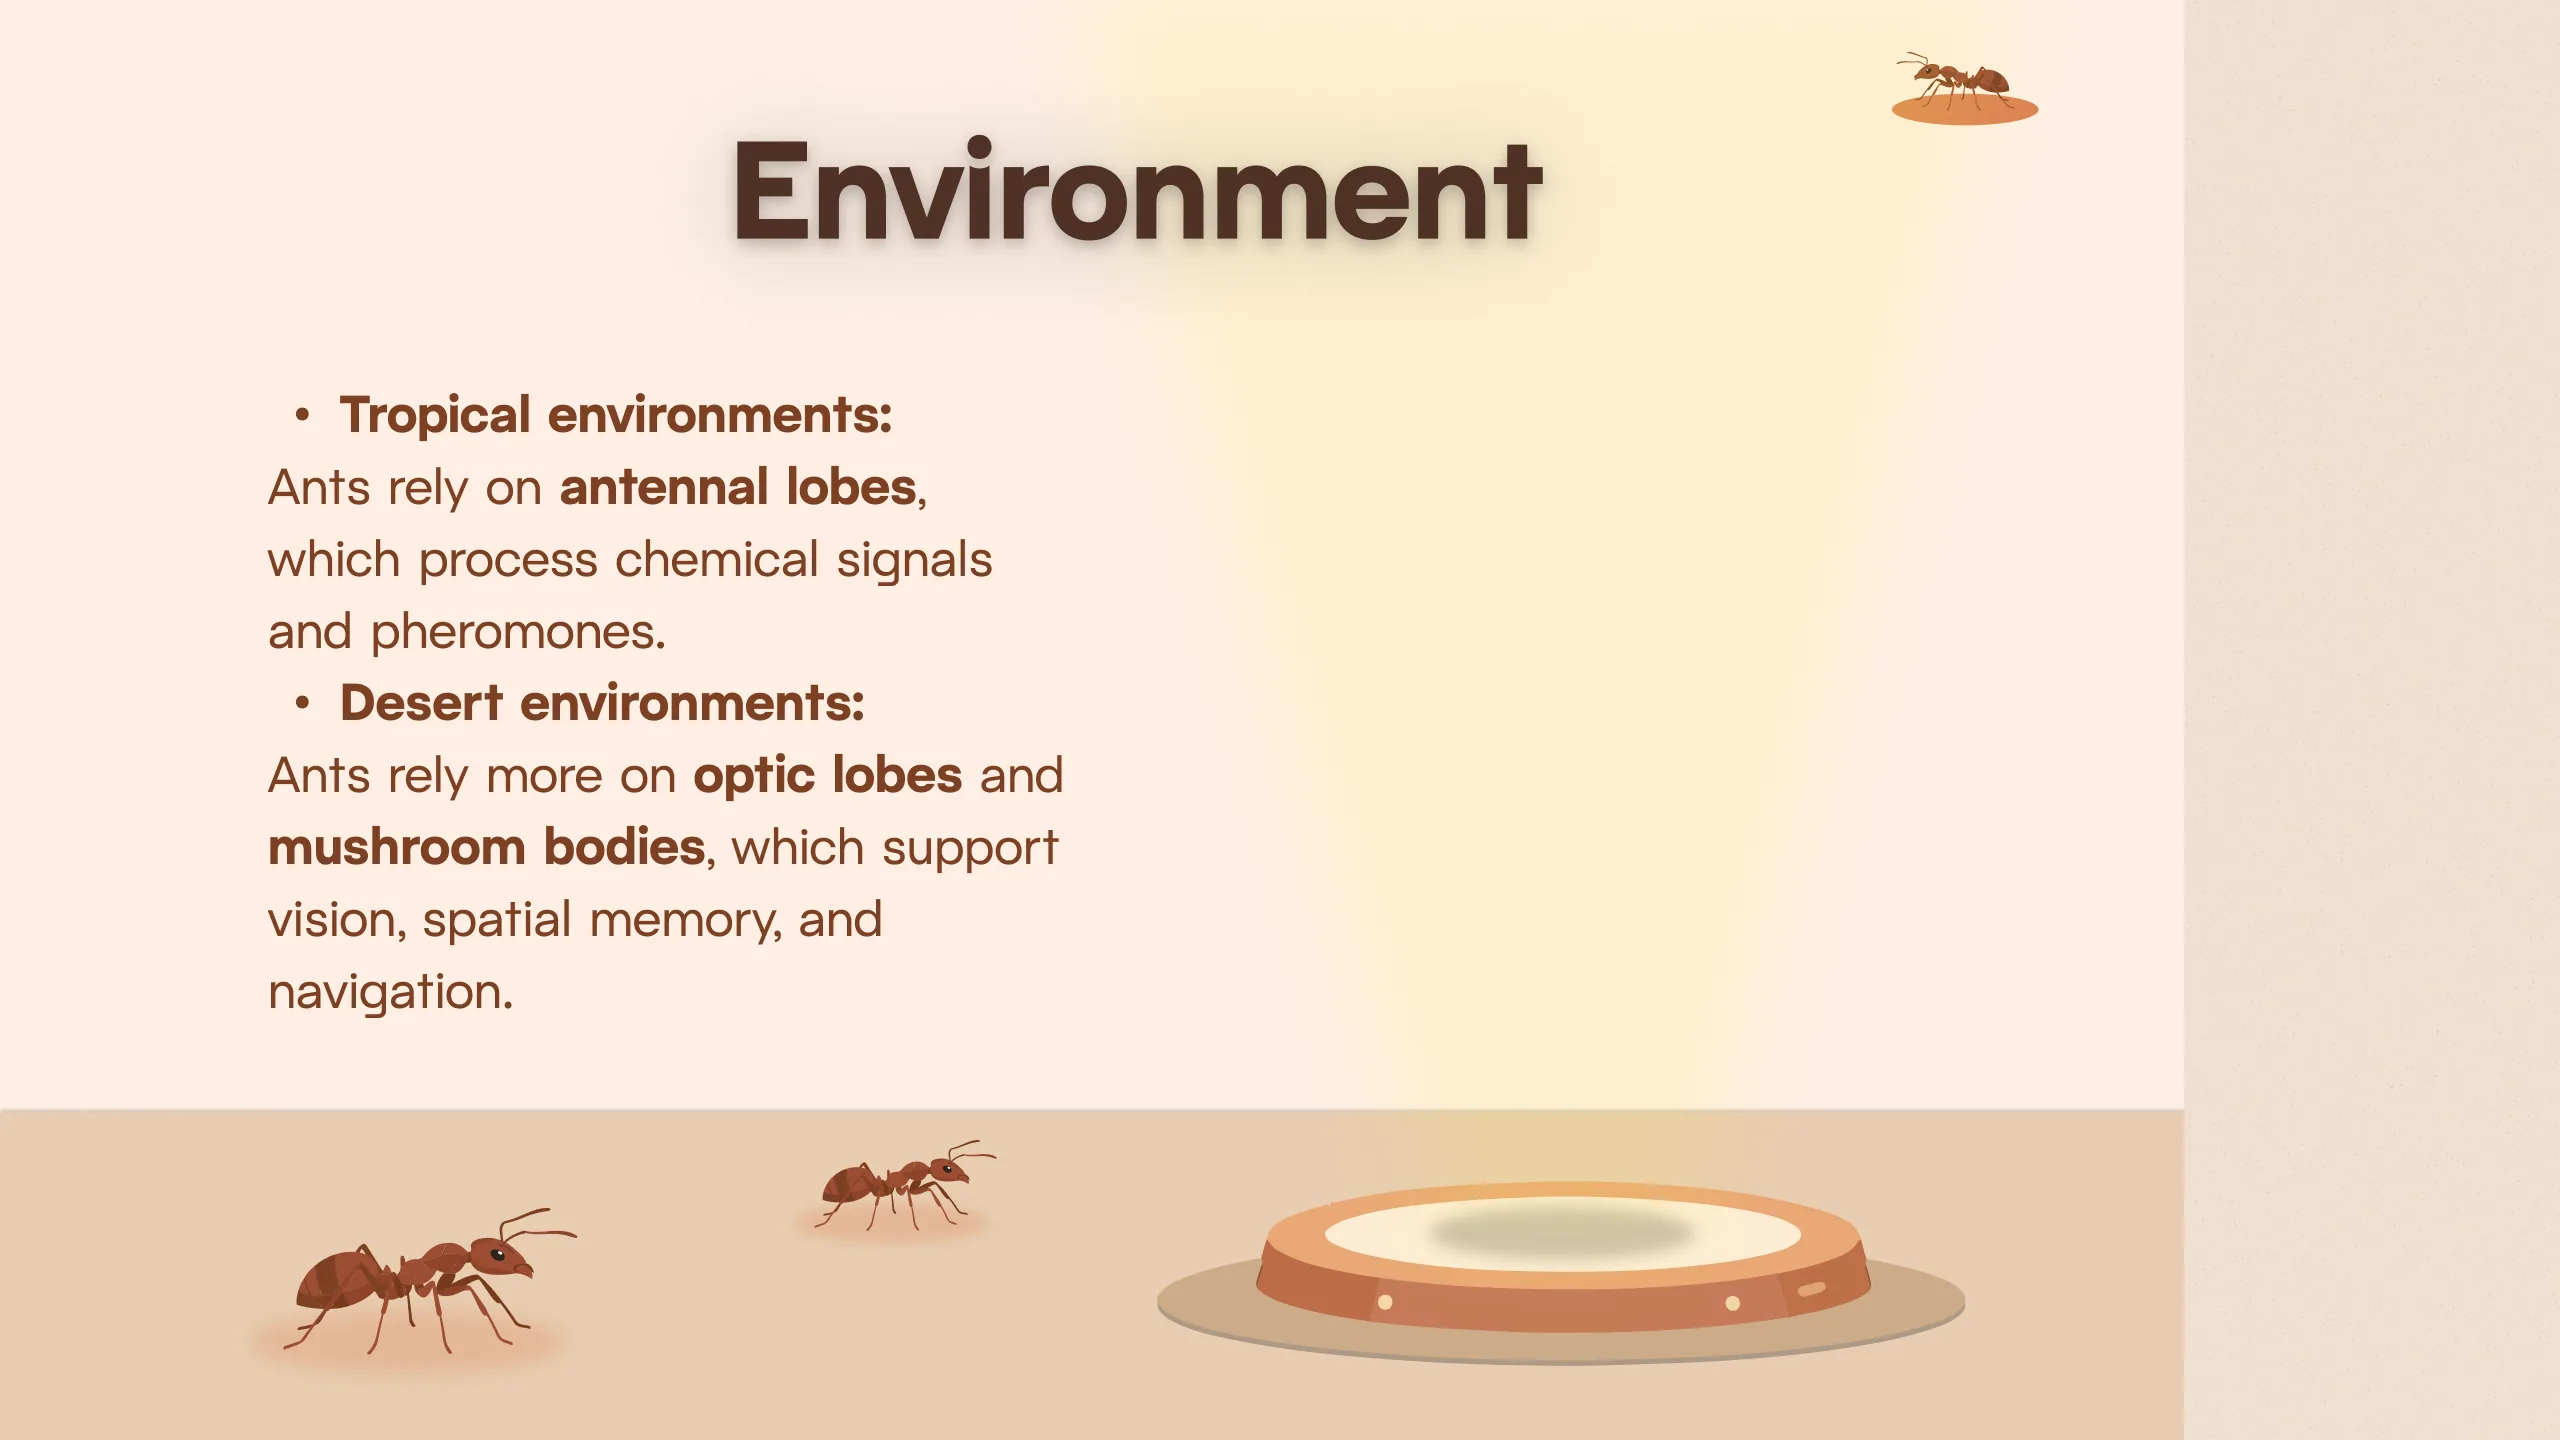 Environment
• Tropical environments:
Ants rely on antennal lobes,
which process chemical signals
and pheromones.
• Desert environments:
Ants rely more on optic lobes and
mushroom bodies, which support
vision, spatial memory, and
navigation.